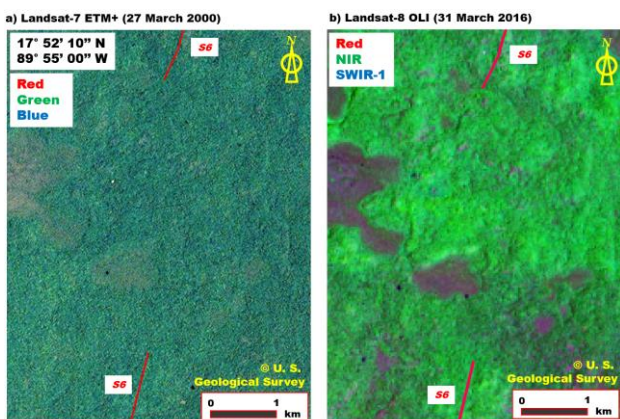 a) Landsat-7 ETM+ (27 March 2000)
17° 52’ 10” N
89° 55’ 00” W
Red
Green
Blue
S6
N
S6
© U. S.
Geological Survey
0 1
km
b) Landsat-8 OLI (31 March 2016)
Red
NIR
SWIR-1
S6
N
S6
© U. S.
Geological Survey
0 1
km